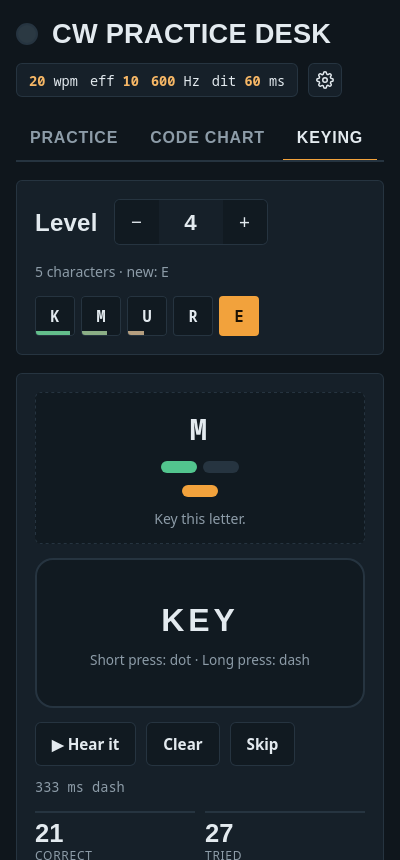 CW PRACTICE DESK
20 wpm eff 10 600 Hz dit 60 ms
PRACTICE CODE CHART KEYING
Level − 4 +
5 characters · new: E
K M U R E
M
Key this letter.
KEY
Short press: dot · Long press: dash
▶ Hear it Clear Skip
333 ms dash
21 27
CORRECT TRIED